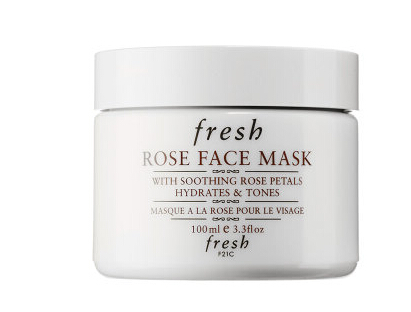 fresh
ROSE FACE MASK
WITH SOOTHING ROSE PETALS
HYDRATES & TONES
MASQUE A LA ROSE POUR LE VISAGE
100ml e 3.3floz
fresh
F21C